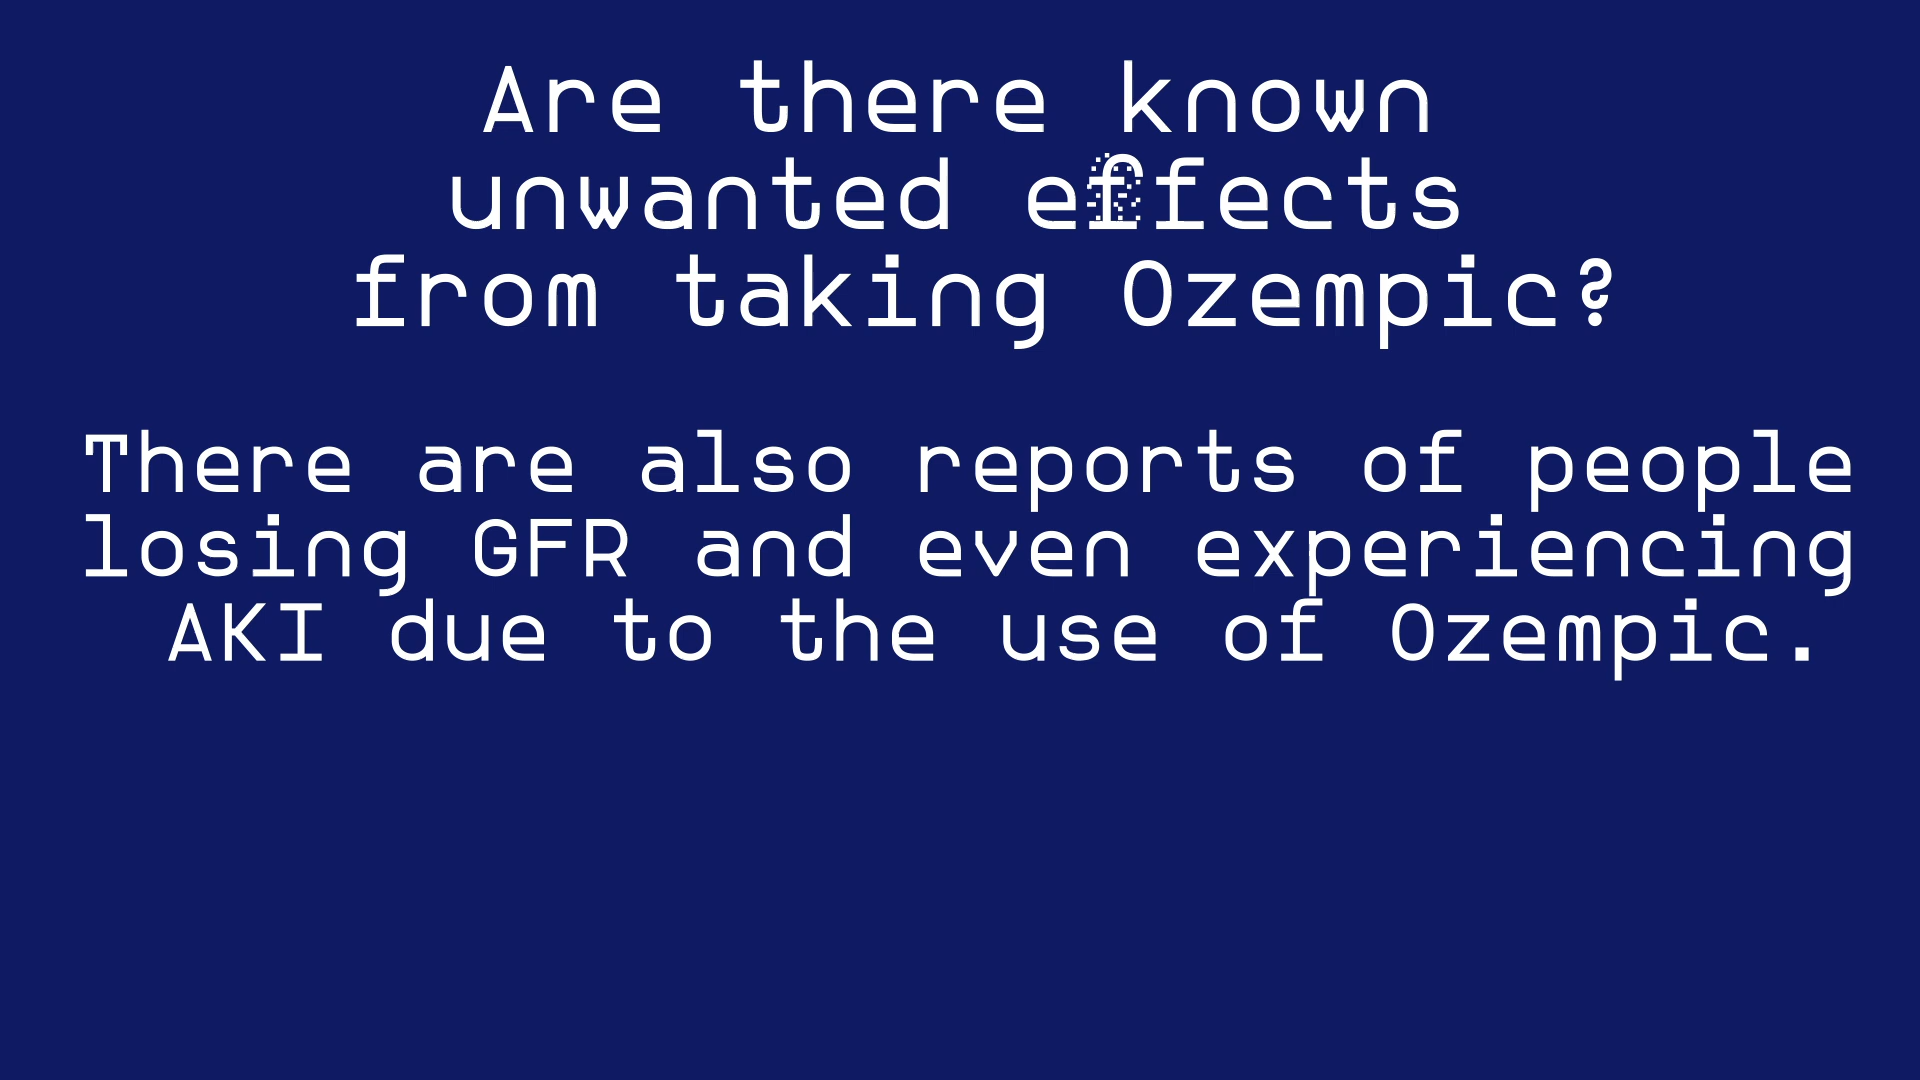 Are there known
unwanted effects
from taking Ozempic?
There are also reports of people
losing GFR and even experiencing
AKI due to the use of Ozempic.